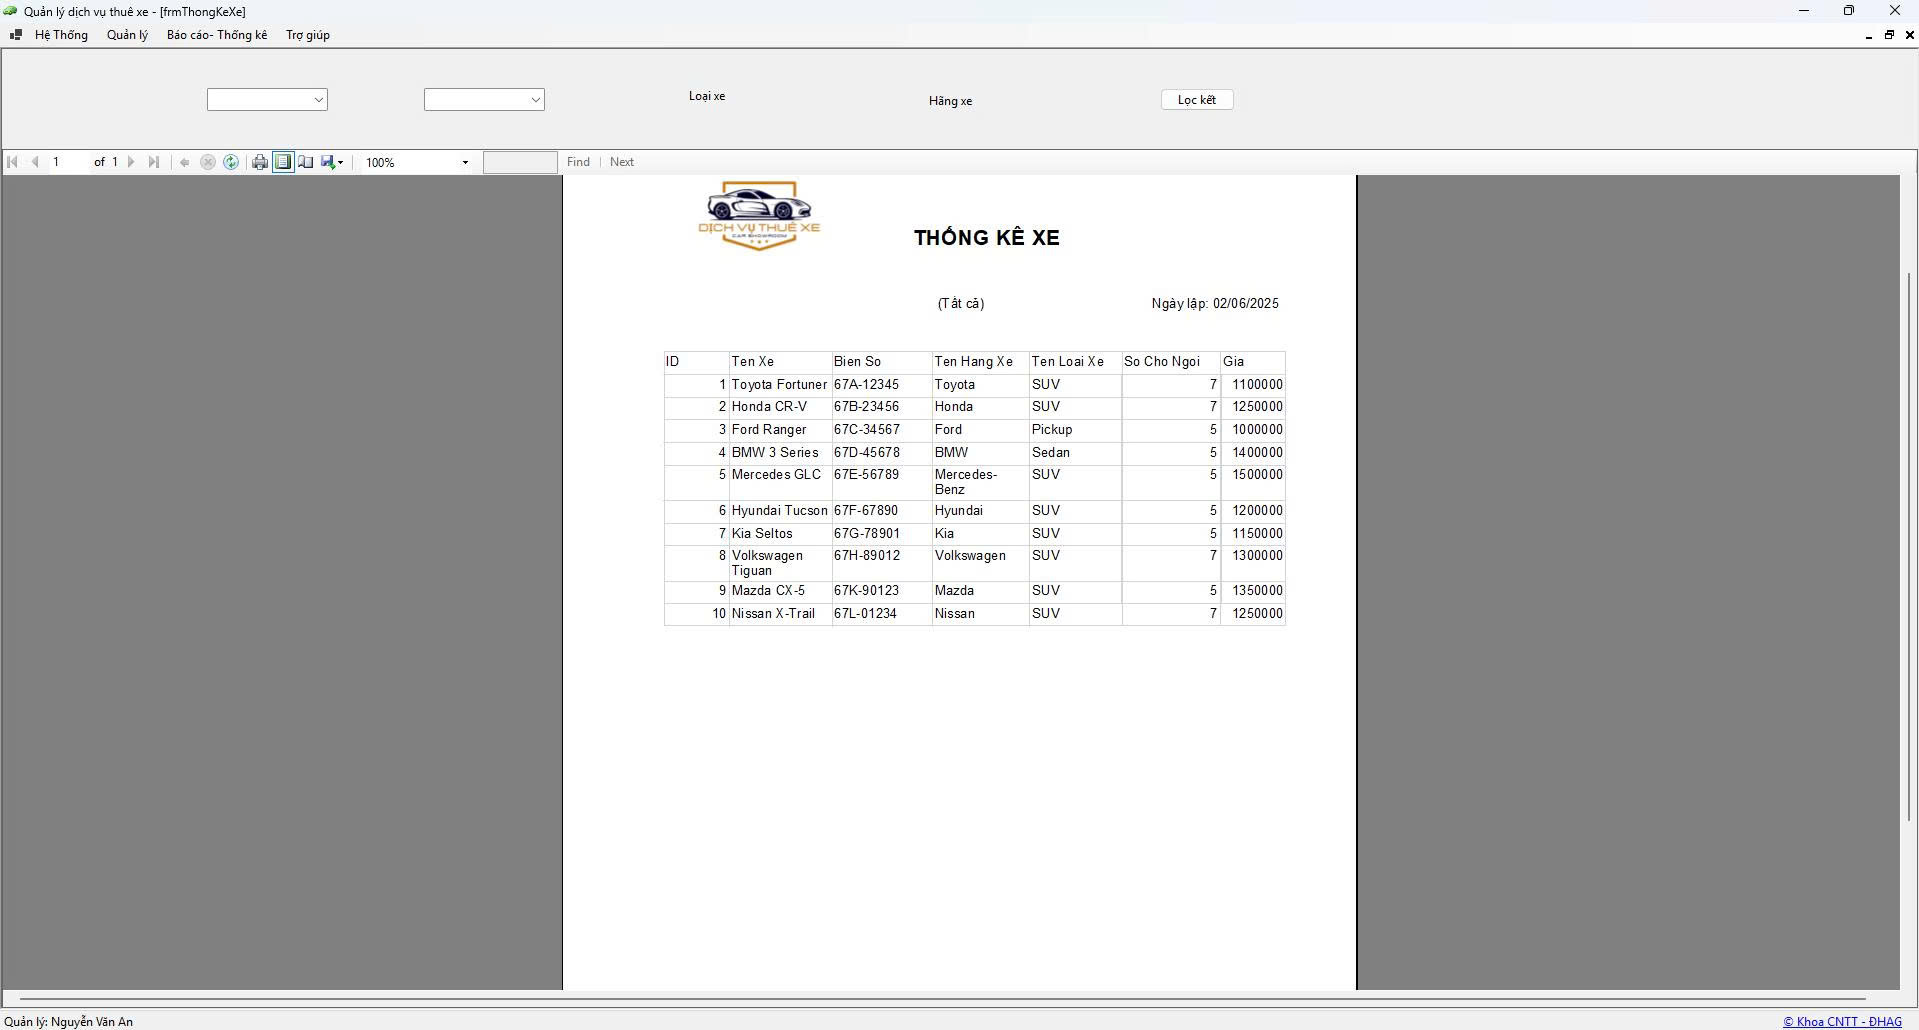 Quản lý dịch vụ thuê xe - [frmThongKeXe]
Hệ Thống Quản lý Báo cáo- Thống kê Trợ giúp
Loại xe Hãng xe Lọc kết
1 of 1 100% Find | Next
DỊCH VỤ THUÊ XE
CAR SHOWROOM
THỐNG KÊ XE
(Tất cả) Ngày lập: 02/06/2025
ID Ten Xe Bien So Ten Hang Xe Ten Loai Xe So Cho Ngoi Gia
1 Toyota Fortuner 67A-12345 Toyota SUV 7 1100000
2 Honda CR-V 67B-23456 Honda SUV 7 1250000
3 Ford Ranger 67C-34567 Ford Pickup 5 1000000
4 BMW 3 Series 67D-45678 BMW Sedan 5 1400000
5 Mercedes GLC 67E-56789 Mercedes- SUV 5 1500000
Benz
6 Hyundai Tucson 67F-67890 Hyundai SUV 5 1200000
7 Kia Seltos 67G-78901 Kia SUV 5 1150000
8 Volkswagen 67H-89012 Volkswagen SUV 7 1300000
Tiguan
9 Mazda CX-5 67K-90123 Mazda SUV 5 1350000
10 Nissan X-Trail 67L-01234 Nissan SUV 7 1250000
Quản lý: Nguyễn Văn An © Khoa CNTT - ĐHAG